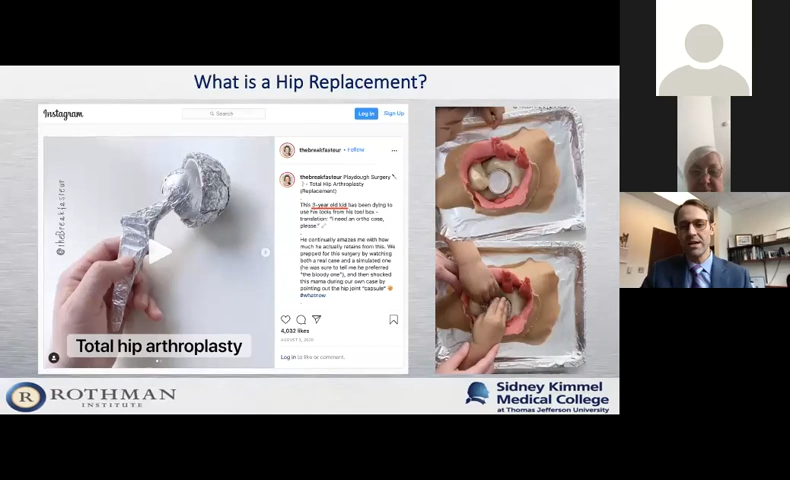 What is a Hip Replacement?
Instagram
Search
Log In
Sign Up
@thebreakfasteur
Total hip arthroplasty
thebreakfasteur • Follow
thebreakfasteur Playdough Surgery
- Total Hip Arthroplasty
(Replacement)
This 3-year old kid has been dying to
use his tools from his tool box -
translation: "I need an ortho case,
please."
He continually amazes me with how
much he actually retains from this. We
prepped for this surgery by watching
both a real case and a simulated one
(he was sure to tell me he preferred
"the bloody one"), and then shocked
this mama during our own case by
pointing out the hip joint "capsule"
#whatnow
4,032 likes
AUGUST 5, 2020
Log in to like or comment.
R ROTHMAN
INSTITUTE
Sidney Kimmel
Medical College
at Thomas Jefferson University